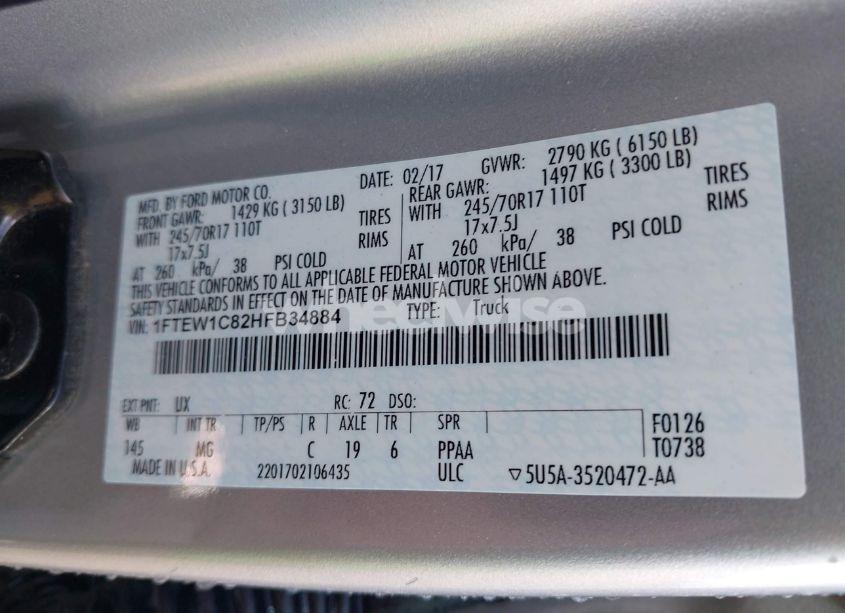 MFD. BY FORD MOTOR CO. DATE: 02/17 GVWR: 2790 KG ( 6150 LB)
FRONT GAWR: 1429 KG ( 3150 LB) REAR GAWR: 1497 KG ( 3300 LB)
WITH 245/70R17 110T TIRES WITH 245/70R17 110T TIRES
17x7.5J RIMS 17x7.5J RIMS
AT 260 kPa/ 38 PSI COLD AT 260 kPa/ 38 PSI COLD
THIS VEHICLE CONFORMS TO ALL APPLICABLE FEDERAL MOTOR VEHICLE
SAFETY STANDARDS IN EFFECT ON THE DATE OF MANUFACTURE SHOWN ABOVE.
VIN: 1FTEW1C82HFB34884 TYPE: Truck
wheelwise
EXT PNT: UX RC: 72 DSO:
WB INT TR TP/PS R AXLE TR SPR F0126
145 MG C 19 6 PPAA T0738
MADE IN U.S.A. 2201702106435 ULC ▽5U5A-3520472-AA